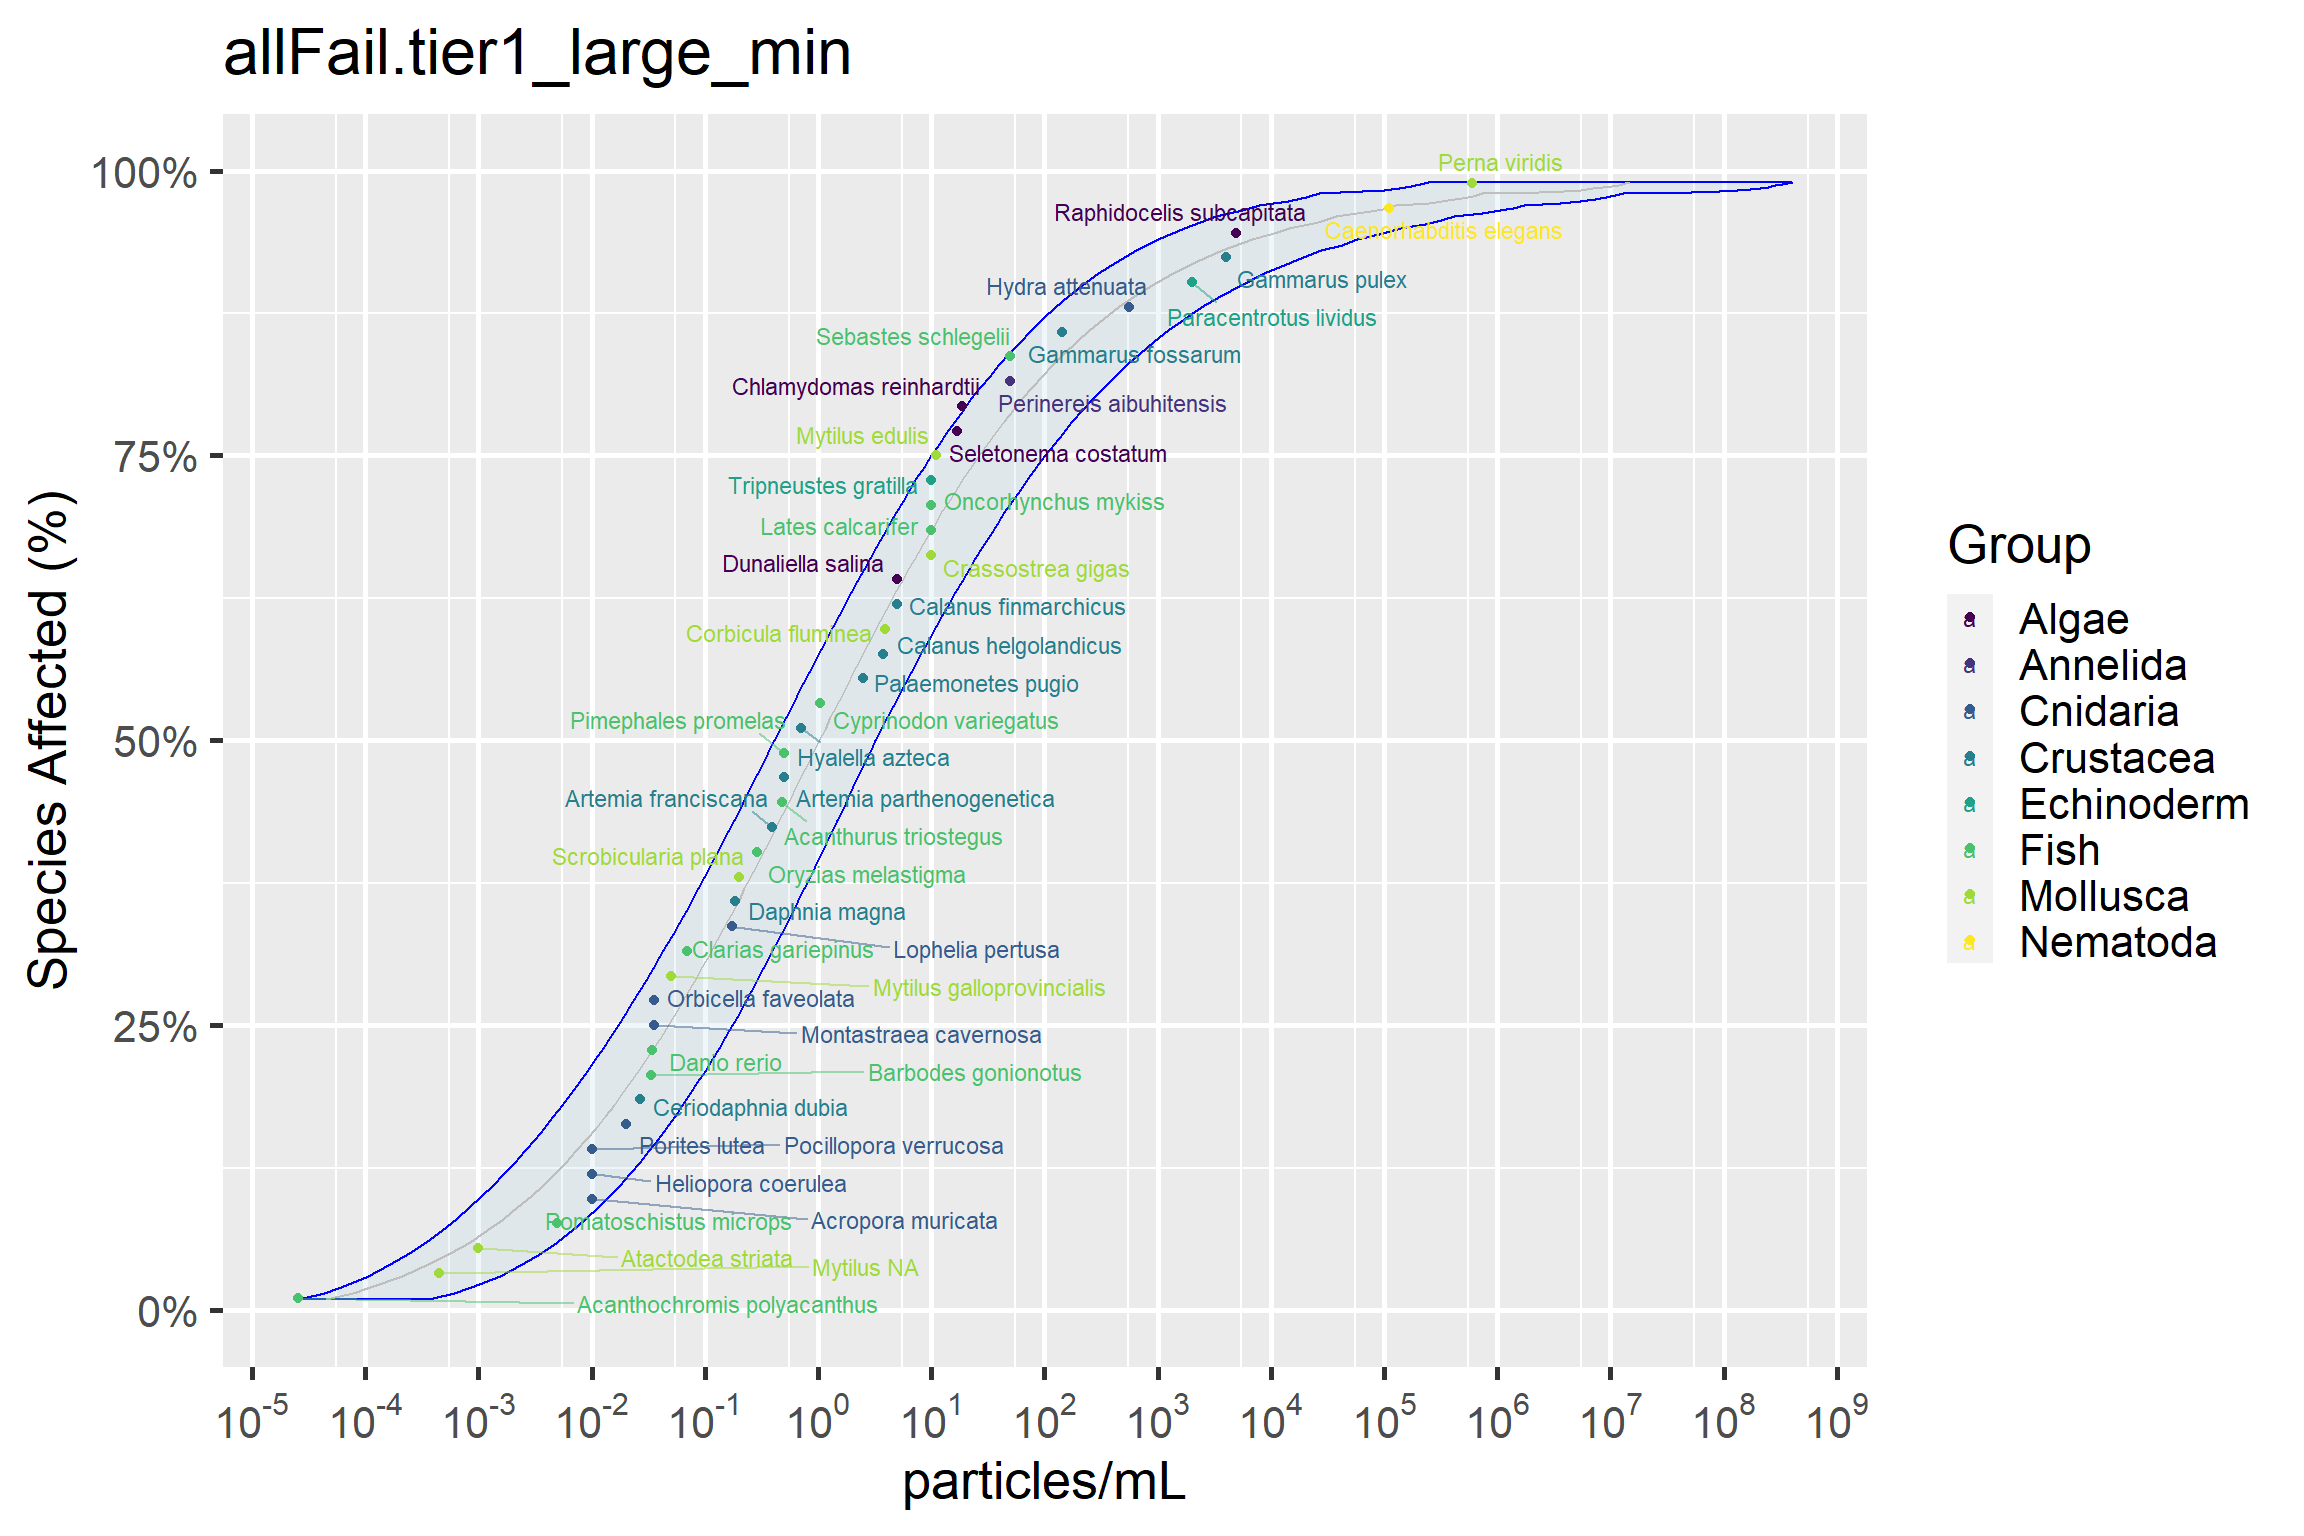 allFail.tier1_large_min
Species Affected (%)
100%
75%
50%
25%
0%
Perna viridis
Raphidocelis subcapitata
Caenorhabditis elegans
Gammarus pulex
Hydra attenuata
Paracentrotus lividus
Sebastes schlegelii
Gammarus fossarum
Chlamydomas reinhardtii
Perinereis aibuhitensis
Mytilus edulis
Seletonema costatum
Tripneustes gratilla
Oncorhynchus mykiss
Lates calcarifer
Dunaliella salina
Crassostrea gigas
Calanus finmarchicus
Corbicula fluminea
Calanus helgolandicus
Palaemonetes pugio
Pimephales promelas
Cyprinodon variegatus
Hyalella azteca
Artemia franciscana
Artemia parthenogenetica
Acanthurus triostegus
Scrobicularia plana
Oryzias melastigma
Daphnia magna
Clarias gariepinus
Lophelia pertusa
Mytilus galloprovincialis
Orbicella faveolata
Montastraea cavernosa
Danio rerio
Barbodes gonionotus
Ceriodaphnia dubia
Porites lutea
Pocillopora verrucosa
Heliopora coerulea
Pomatoschistus microps
Acropora muricata
Atactodea striata
Mytilus NA
Acanthochromis polyacanthus
10-5 10-4 10-3 10-2 10-1 100 101 102 103 104 105 106 107 108 109
particles/mL
Group
a Algae
a Annelida
a Cnidaria
a Crustacea
a Echinoderm
a Fish
a Mollusca
a Nematoda